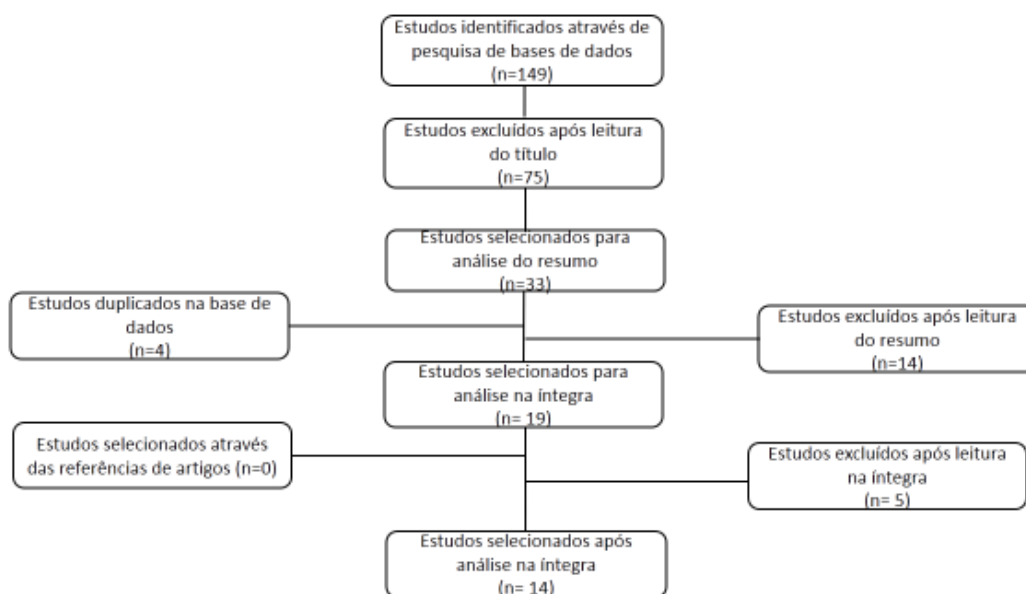 Estudos identificados através de
pesquisa de bases de dados
(n=149)
Estudos excluídos após leitura
do título
(n=75)
Estudos selecionados para
análise do resumo
(n=33)
Estudos duplicados na base de
dados
(n=4)
Estudos excluídos após leitura
do resumo
(n=14)
Estudos selecionados para
análise na íntegra
(n= 19)
Estudos selecionados através
das referências de artigos (n=0)
Estudos excluídos após leitura
na íntegra
(n= 5)
Estudos selecionados após
análise na íntegra
(n= 14)